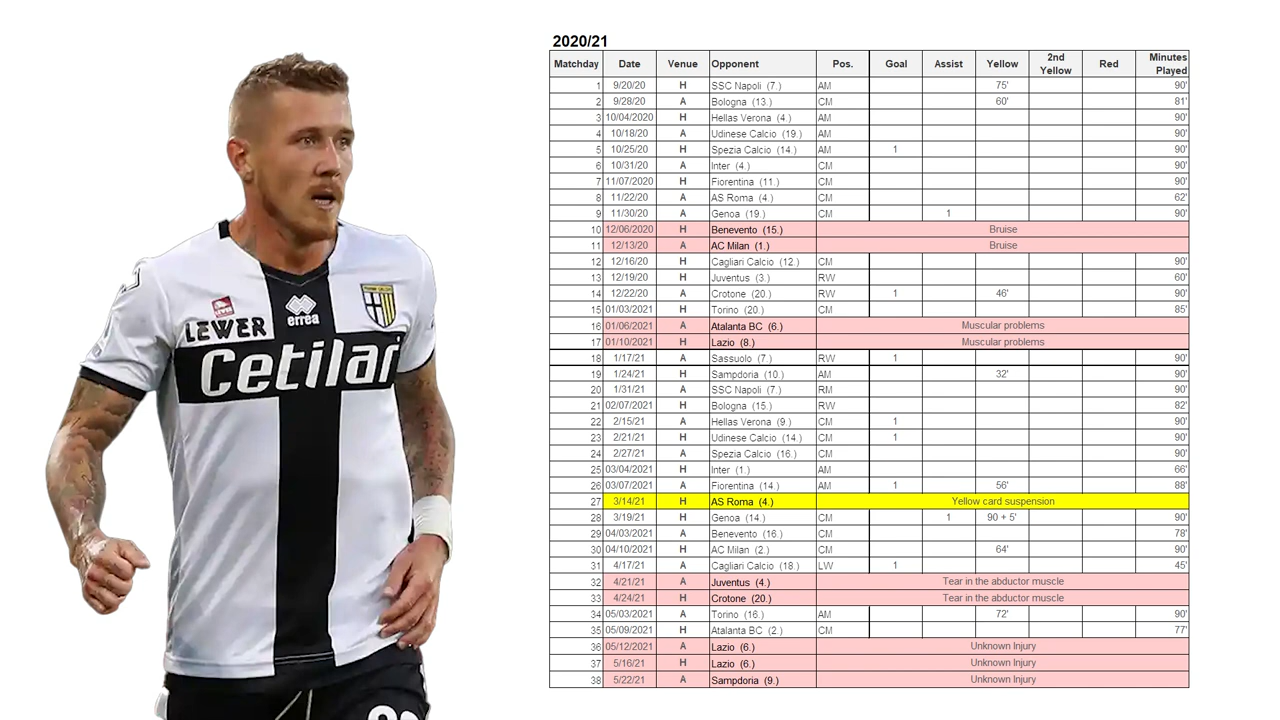 2020/21
Matchday Date Venue Opponent Pos. Goal Assist Yellow 2nd Yellow Red Minutes Played
1 9/20/20 H SSC Napoli (7.) AM 75' 90'
2 9/28/20 A Bologna (13.) CM 60' 81'
3 10/04/2020 H Hellas Verona (4.) AM 90'
4 10/18/20 A Udinese Calcio (19.) AM 90'
5 10/25/20 H Spezia Calcio (14.) AM 1 90'
6 10/31/20 A Inter (4.) CM 90'
7 11/07/2020 H Fiorentina (11.) CM 90'
8 11/22/20 A AS Roma (4.) CM 62'
9 11/30/20 A Genoa (19.) CM 1 90'
10 12/06/2020 H Benevento (15.) Bruise
11 12/13/20 A AC Milan (1.) Bruise
12 12/16/20 H Cagliari Calcio (12.) CM 90'
13 12/19/20 H Juventus (3.) RW 60'
14 12/22/20 A Crotone (20.) RW 1 46' 90'
15 01/03/2021 H Torino (20.) RW 85'
16 01/06/2021 A Atalanta BC (6.) Muscular problems
17 01/10/2021 H Lazio (8.) Muscular problems
18 1/17/21 A Sassuolo (7.) RW 1 90'
19 1/24/21 H Sampdoria (10.) AM 32' 90'
20 1/31/21 A SSC Napoli (7.) RM 90'
21 02/07/2021 H Bologna (15.) RW 82'
22 2/15/21 A Hellas Verona (9.) CM 1 90'
23 2/21/21 H Udinese Calcio (14.) CM 1 90'
24 2/27/21 A Spezia Calcio (16.) CM 90'
25 03/04/2021 H Inter (1.) AM 66'
26 03/07/2021 A Fiorentina (14.) AM 1 56' 88'
27 3/14/21 H AS Roma (4.) Yellow card suspension
28 3/19/21 H Genoa (14.) CM 1 90 + 5' 90'
29 04/03/2021 A Benevento (16.) CM 78'
30 04/10/2021 H AC Milan (2.) CM 64' 90'
31 4/17/21 A Cagliari Calcio (18.) LW 1 45'
32 4/21/21 A Juventus (4.) Tear in the abductor muscle
33 4/24/21 H Crotone (20.) Tear in the abductor muscle
34 05/03/2021 A Torino (16.) AM 72' 90'
35 05/09/2021 H Atalanta BC (2.) CM 77'
36 05/12/2021 A Lazio (6.) Unknown Injury
37 5/16/21 H Lazio (6.) Unknown Injury
38 5/22/21 A Sampdoria (9.) Unknown Injury
LEWER
errea
Cetilar